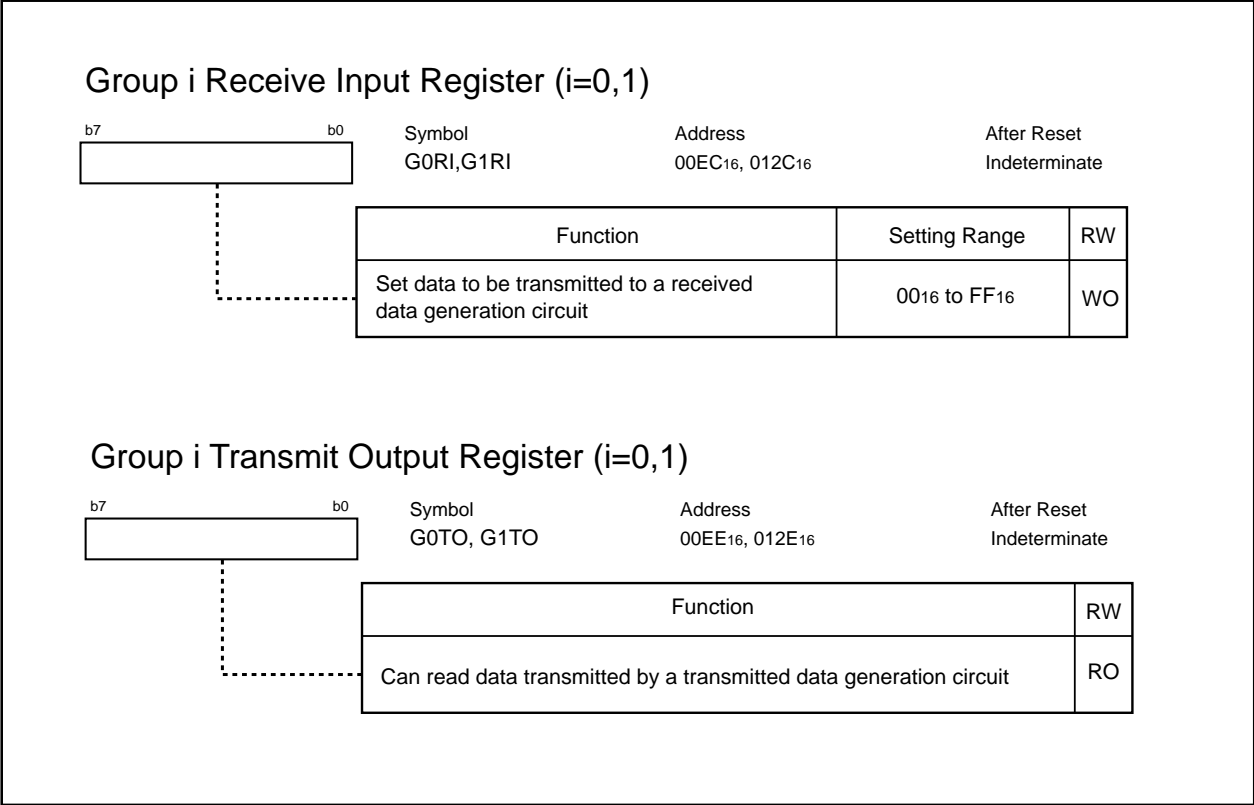 Group i Receive Input Register (i=0,1)
b7 b0 Symbol Address After Reset
G0RI,G1RI 00EC16, 012C16 Indeterminate
Function Setting Range RW
Set data to be transmitted to a received
data generation circuit
0016 to FF16 WO
Group i Transmit Output Register (i=0,1)
b7 b0 Symbol Address After Reset
G0TO, G1TO 00EE16, 012E16 Indeterminate
Function RW
Can read data transmitted by a transmitted data generation circuit RO